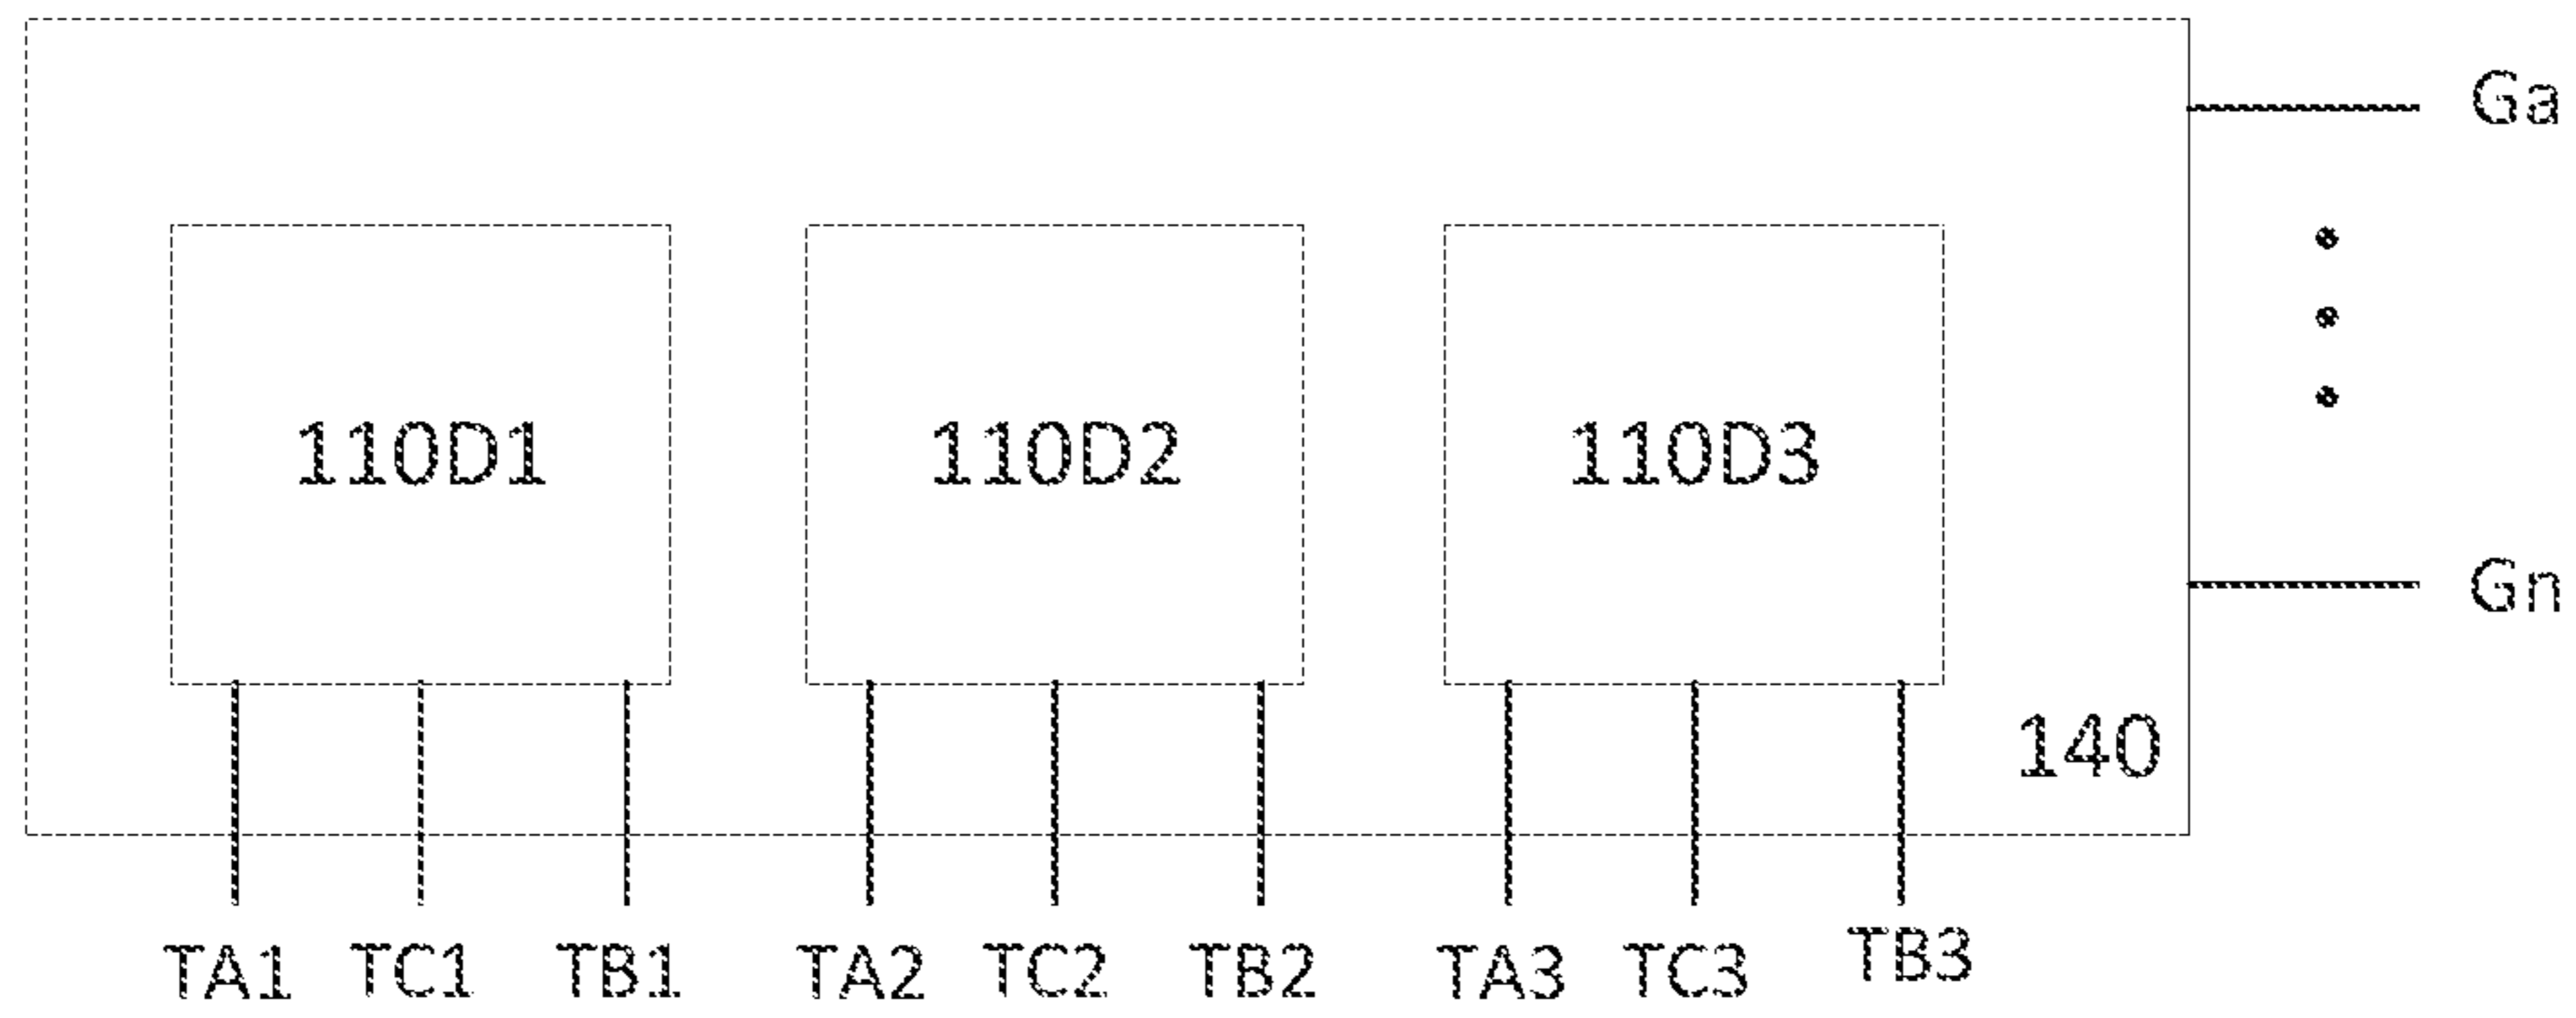 Ga
110D1 110D2 110D3
Gn
140
TA1 TC1 TB1 TA2 TC2 TB2 TA3 TC3 TB3